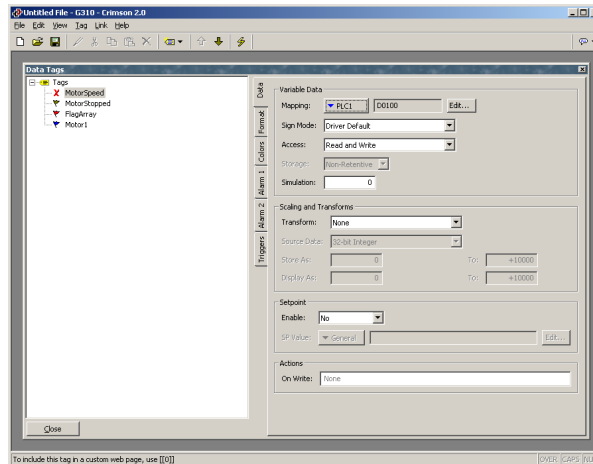 Untitled File - G310 - Crimson 2.0
File Edit View Tag Link Help
Data Tags
Tags
MotorSpeed
MotorStopped
FlagArray
Motor1
Data
Format
Colors
Alarm 1
Alarm 2
Triggers
Variable Data
Mapping: PLC1 D0100 Edit...
Sign Mode: Driver Default
Access: Read and Write
Storage: Non-Retentive
Simulation: 0
Scaling and Transforms
Transform: None
Source Data: 32-bit Integer
Store As: 0 To: +10000
Display As: 0 To: +10000
Setpoint
Enable: No
SP Value: General Edit...
Actions
On Write: None
Close
To include this tag in a custom web page, use [[0]] OVER CAPS NU